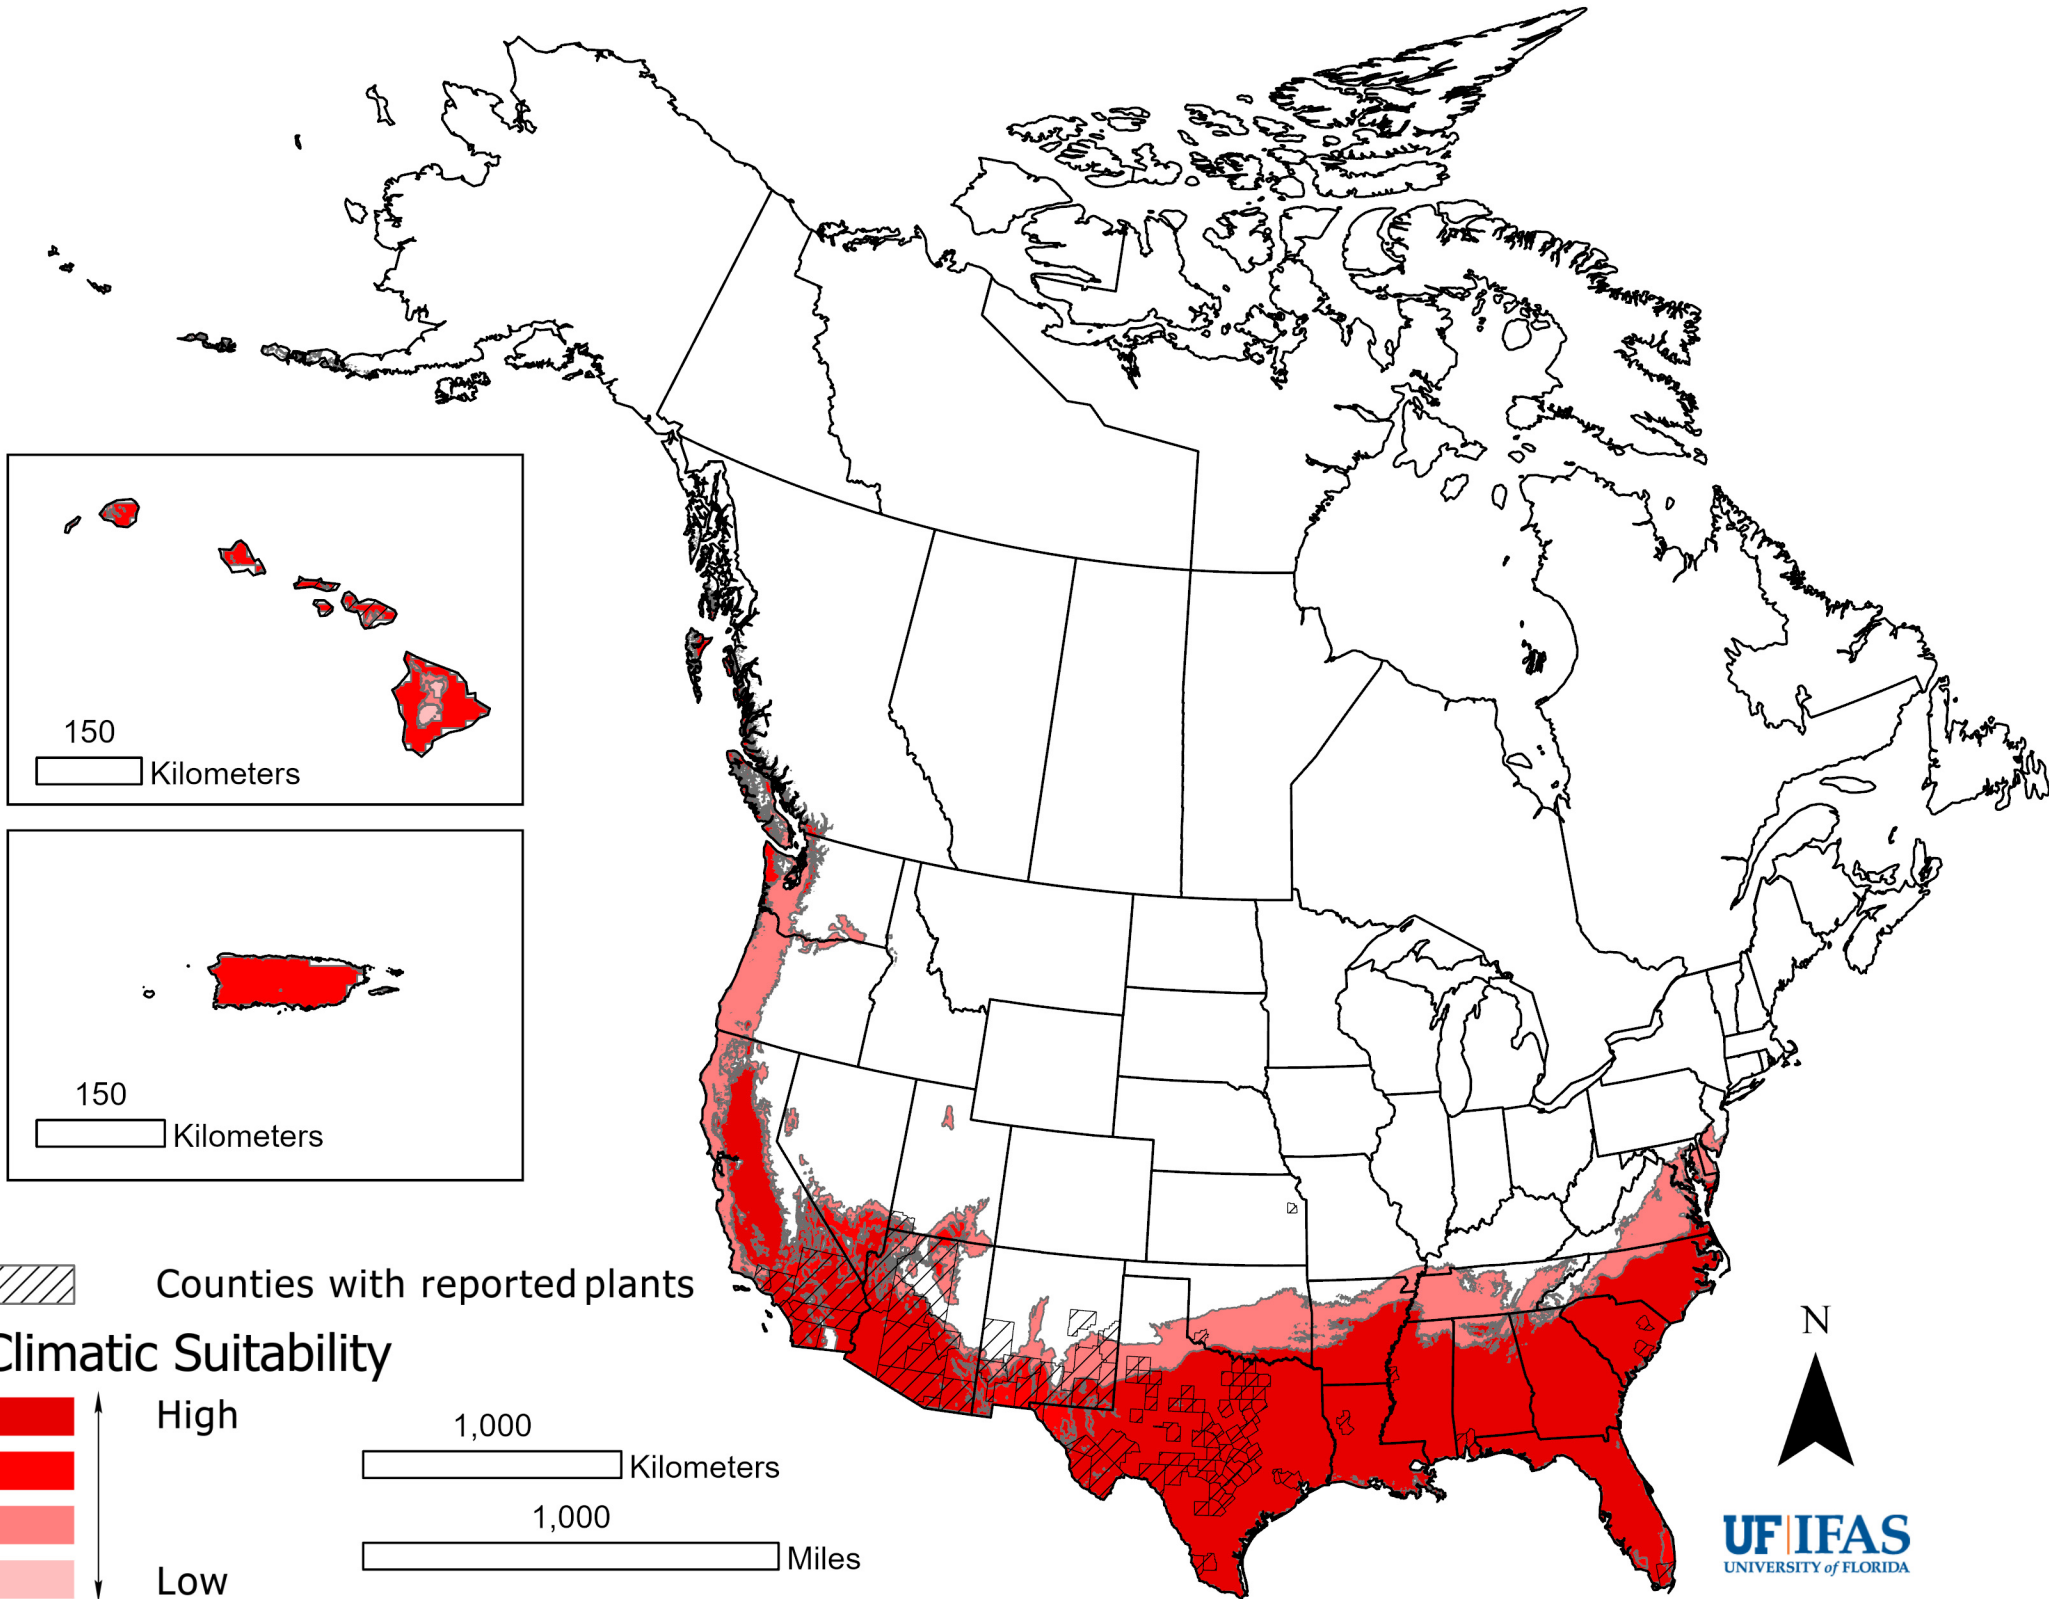 150
Kilometers
150
Kilometers
Counties with reported plants
Climatic Suitability
High
Low
1,000
Kilometers
1,000
Miles
N
UF|IFAS
UNIVERSITY of FLORIDA